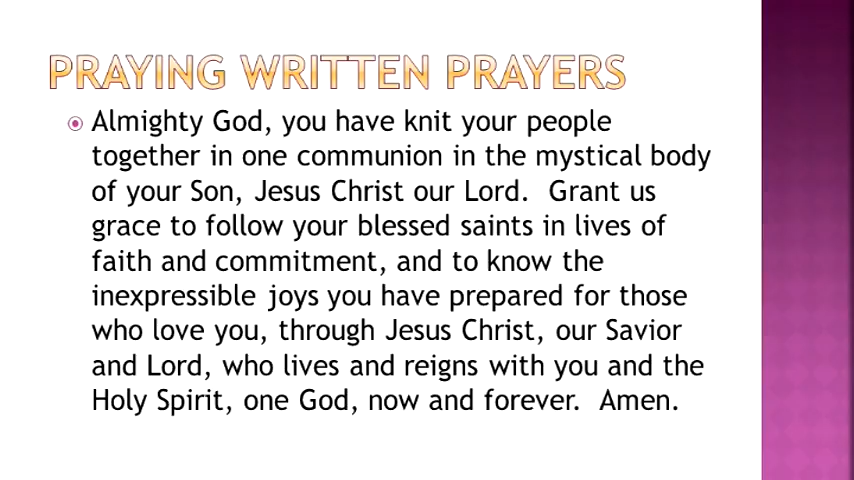 PRAYING WRITTEN PRAYERS
Almighty God, you have knit your people
together in one communion in the mystical body
of your Son, Jesus Christ our Lord.  Grant us
grace to follow your blessed saints in lives of
faith and commitment, and to know the
inexpressible joys you have prepared for those
who love you, through Jesus Christ, our Savior
and Lord, who lives and reigns with you and the
Holy Spirit, one God, now and forever.  Amen.